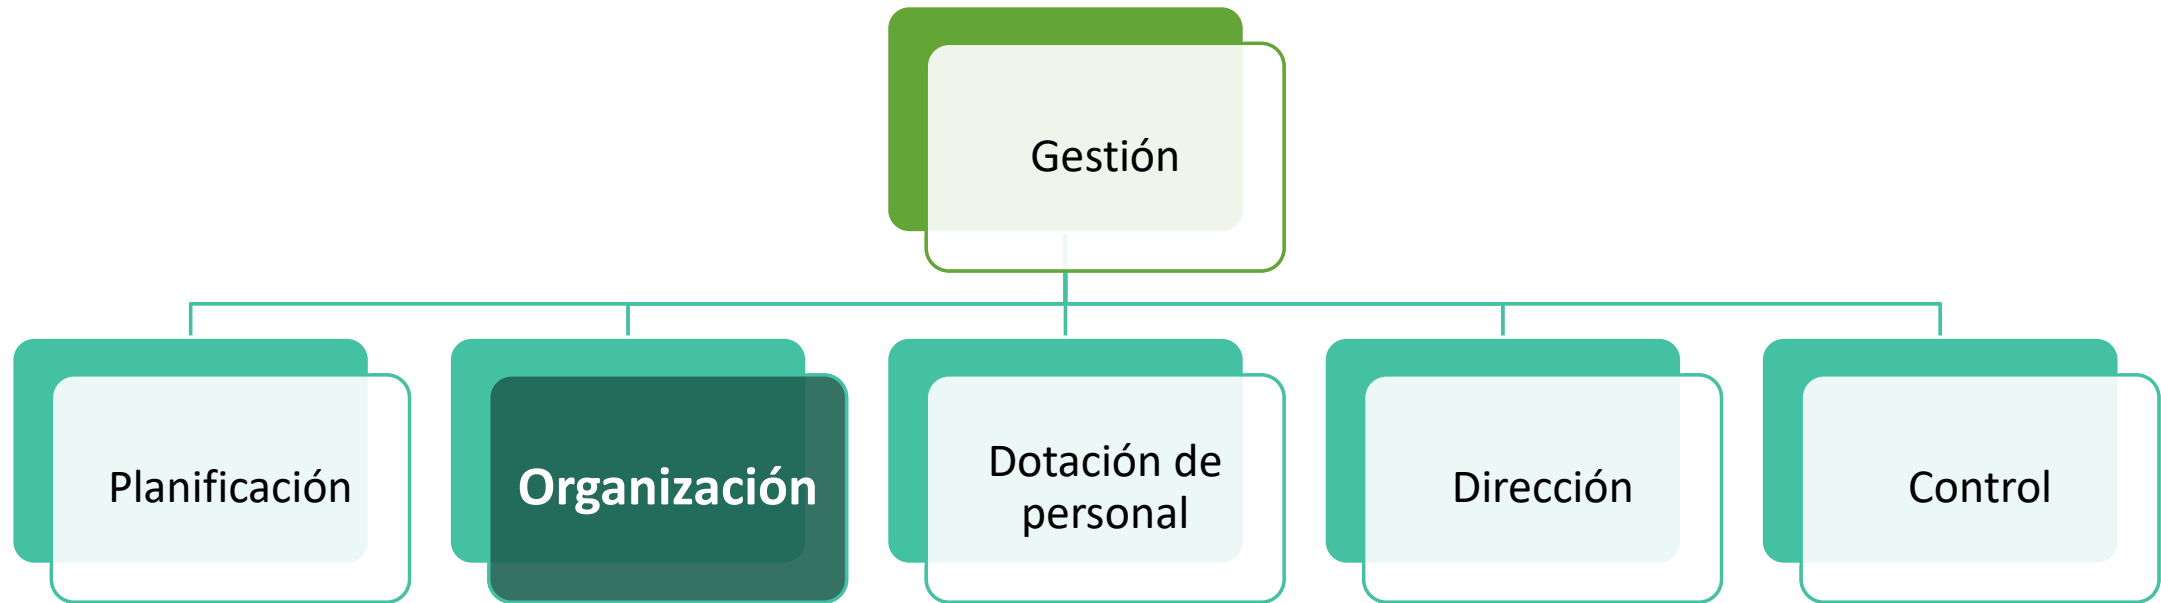 Gestión
Planificación
Organización
Dotación de
personal
Dirección
Control